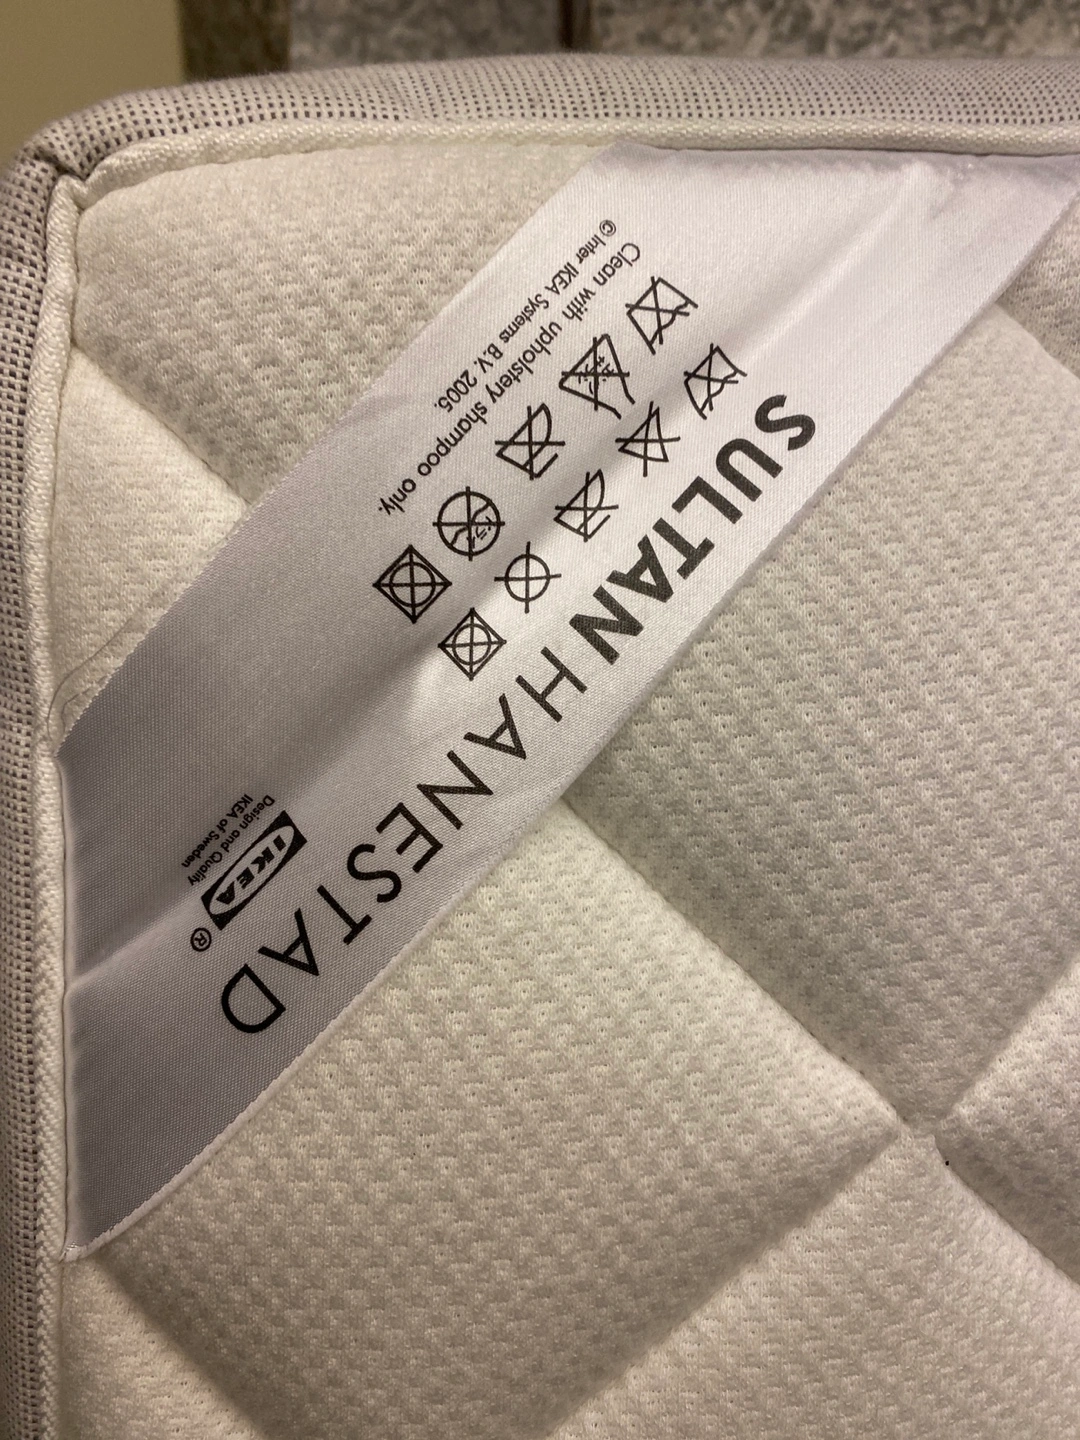 SULTAN HANESTAD
Clean with upholstery shampoo only.
© Inter IKEA Systems B.V. 2005.
IKEA®
Design and Quality
IKEA of Sweden